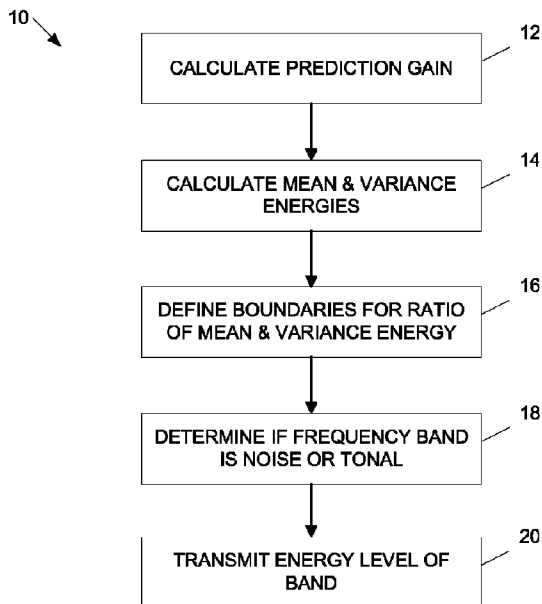 10
12
CALCULATE PREDICTION GAIN
14
CALCULATE MEAN & VARIANCE
ENERGIES
16
DEFINE BOUNDARIES FOR RATIO
OF MEAN & VARIANCE ENERGY
18
DETERMINE IF FREQUENCY BAND
IS NOISE OR TONAL
20
TRANSMIT ENERGY LEVEL OF
BAND